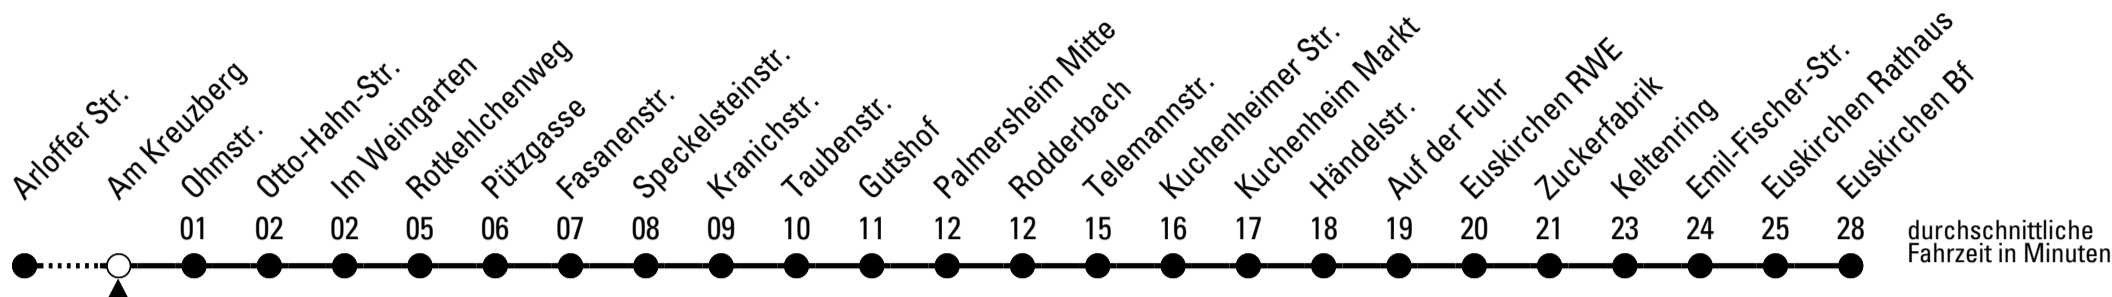 Arloffer Str.
Am Kreuzberg
Ohmstr.
Otto-Hahn-Str.
Im Weingarten
Rotkehlchenweg
Pützgasse
Fasanenstr.
Speckelsteinstr.
Kranichstr.
Taubenstr.
Gutshof
Palmersheim Mitte
Rodderbach
Telemannstr.
Kuchenheimer Str.
Kuchenheim Markt
Händelstr.
Auf der Fuhr
Euskirchen RWE
Zuckerfabrik
Keltenring
Emil-Fischer-Str.
Euskirchen Rathaus
Euskirchen Bf
01 02 02 05 06 07 08 09 10 11 12 12 15 16 17 18 19 20 21 23 24 25 28
durchschnittliche
Fahrzeit in Minuten